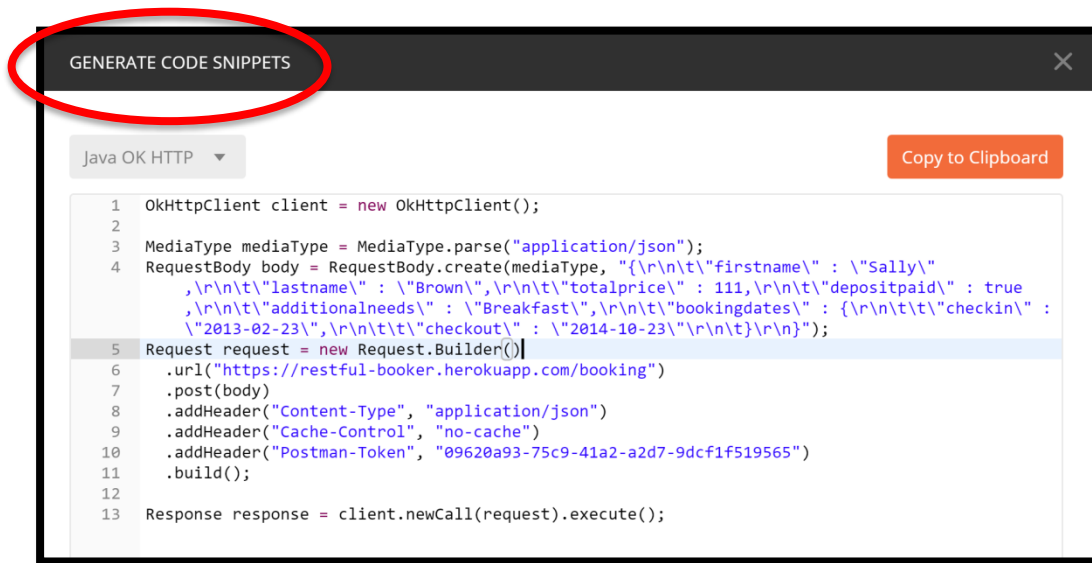 GENERATE CODE SNIPPETS
Java OK HTTP
Copy to Clipboard
1 OkHttpClient client = new OkHttpClient();
2
3 MediaType mediaType = MediaType.parse("application/json");
4 RequestBody body = RequestBody.create(mediaType, "{\r\n\t\"firstname\" : \"Sally\"
,\r\n\t\"lastname\" : \"Brown\",\r\n\t\"totalprice\" : 111,\r\n\t\"depositpaid\" : true
,\r\n\t\"additionalneeds\" : \"Breakfast\",\r\n\t\"bookingdates\" : {\r\n\t\t\"checkin\" :
\"2013-02-23\",\r\n\t\t\"checkout\" : \"2014-10-23\"\r\n\t}\r\n}");
5 Request request = new Request.Builder()
6 .url("https://restful-booker.herokuapp.com/booking")
7 .post(body)
8 .addHeader("Content-Type", "application/json")
9 .addHeader("Cache-Control", "no-cache")
10 .addHeader("Postman-Token", "09620a93-75c9-41a2-a2d7-9dcf1f519565")
11 .build();
12
13 Response response = client.newCall(request).execute();